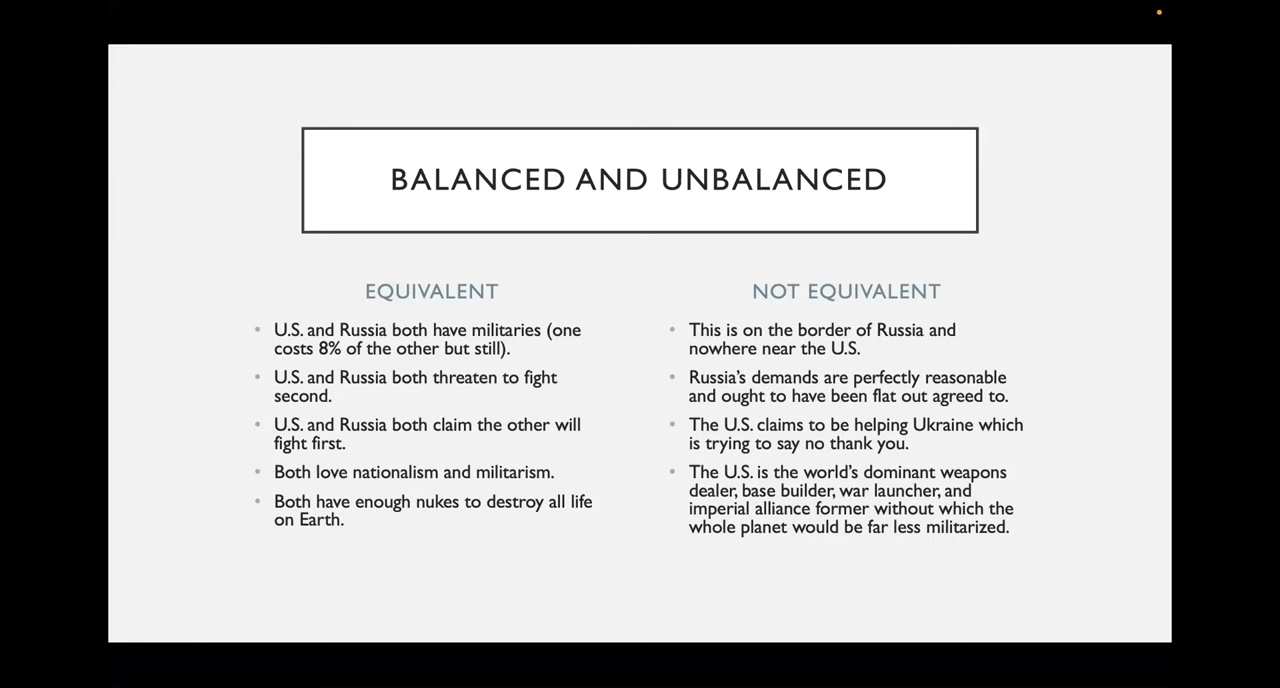 BALANCED AND UNBALANCED
EQUIVALENT
• U.S. and Russia both have militaries (one
costs 8% of the other but still).
• U.S. and Russia both threaten to fight
second.
• U.S. and Russia both claim the other will
fight first.
• Both love nationalism and militarism.
• Both have enough nukes to destroy all life
on Earth.
NOT EQUIVALENT
• This is on the border of Russia and
nowhere near the U.S.
• Russia's demands are perfectly reasonable
and ought to have been flat out agreed to.
• The U.S. claims to be helping Ukraine which
is trying to say no thank you.
• The U.S. is the world's dominant weapons
dealer, base builder, war launcher, and
imperial alliance former without which the
whole planet would be far less militarized.